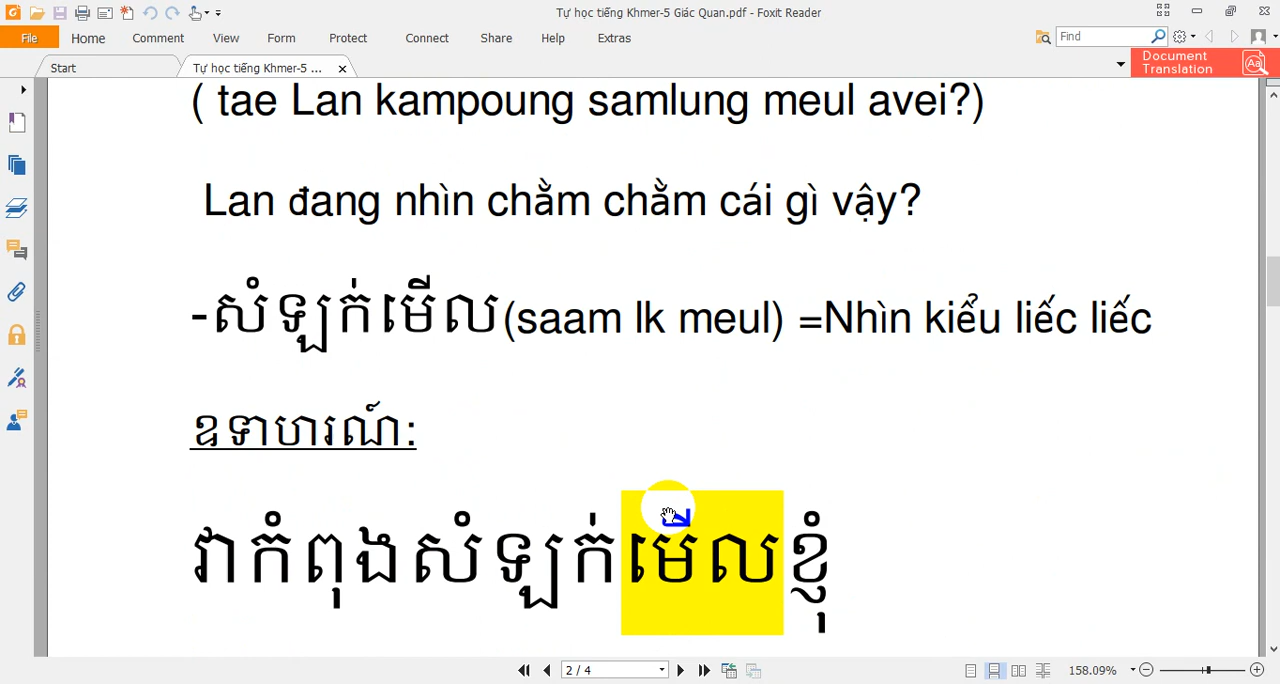 Tự học tiếng Khmer-5 Giác Quan.pdf - Foxit Reader
File Home Comment View Form Protect Connect Share Help Extras Find
Start Tự học tiếng Khmer-5 ... Document
Translation
( tae Lan kampoung samlung meul avei?)
Lan đang nhìn chằm chằm cái gì vậy?
-សំឡក់មើល(saam lk meul) =Nhìn kiểu liếc liếc
ឧទាហរណ៍:
វាកំពុងសំឡក់មើលខ្ញុំ
2 / 4 158.09%